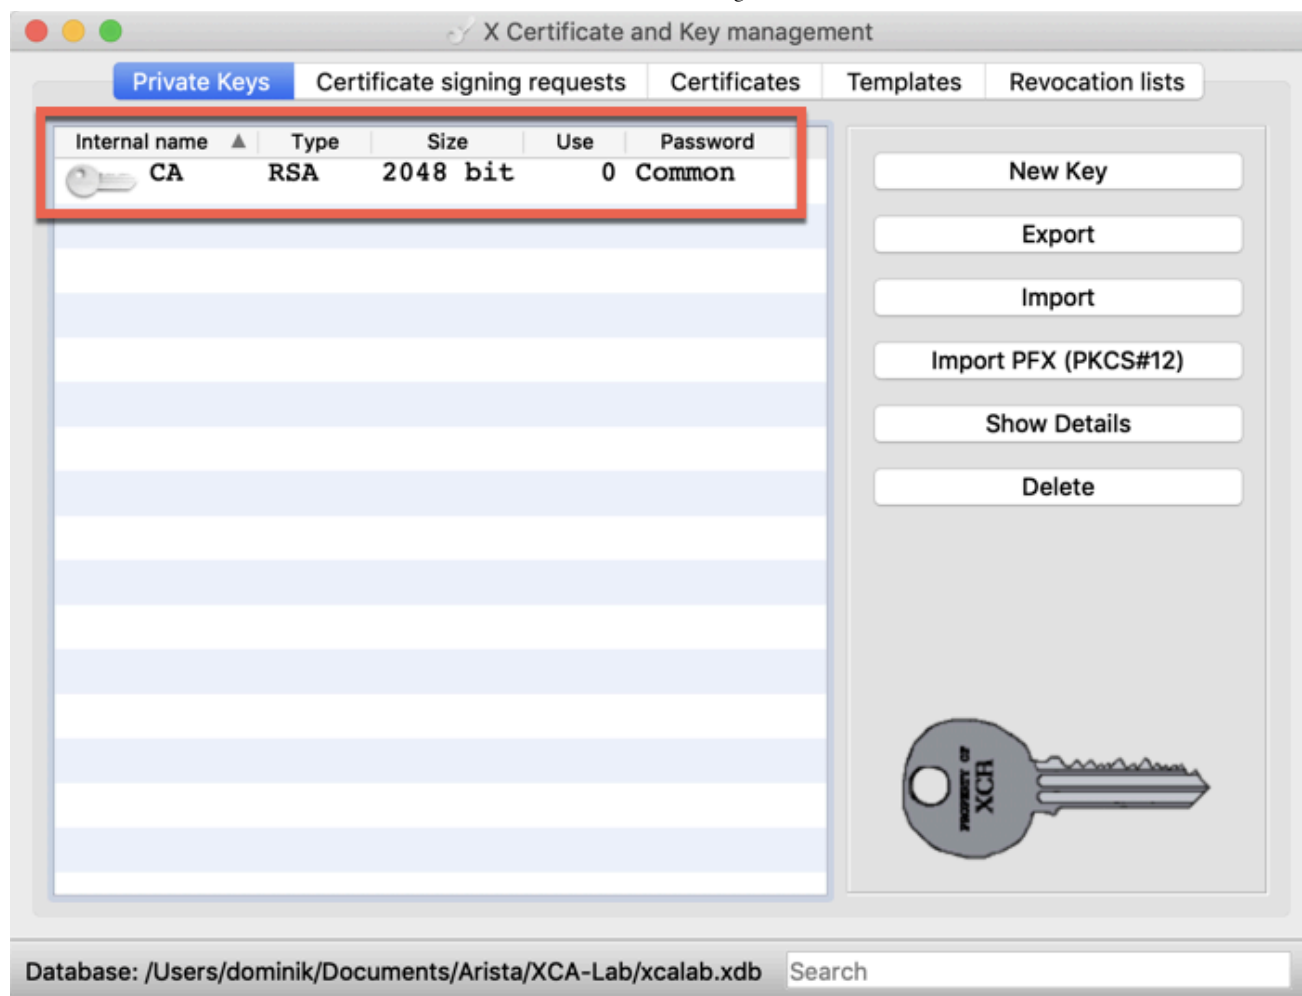 X Certificate and Key management
Private Keys Certificate signing requests Certificates Templates Revocation lists
Internal name Type Size Use Password
CA RSA 2048 bit 0 Common
New Key
Export
Import
Import PFX (PKCS#12)
Show Details
Delete
PROPERTY OF
XCA
Database: /Users/dominik/Documents/Arista/XCA-Lab/xcalab.xdb Search